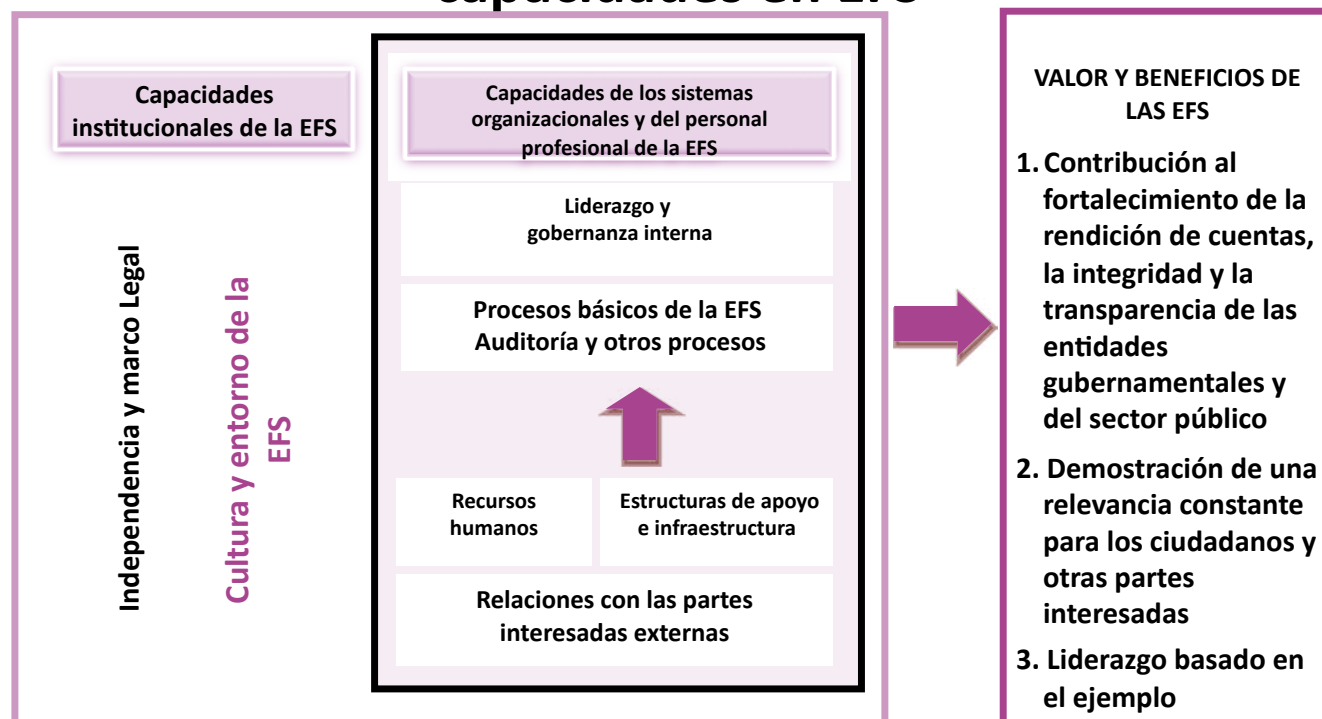 capacidades en EFS
Capacidades
institucionales de la EFS
Independencia y marco Legal
Cultura y entorno de la
EFS
Capacidades de los sistemas
organizacionales y del personal
profesional de la EFS
Liderazgo y
gobernanza interna
Procesos básicos de la EFS
Auditoría y otros procesos
Recursos
humanos
Estructuras de apoyo
e infraestructura
Relaciones con las partes
interesadas externas
VALOR Y BENEFICIOS DE
LAS EFS
1. Contribución al
fortalecimiento de la
rendición de cuentas,
la integridad y la
transparencia de las
entidades
gubernamentales y
del sector público
2. Demostración de una
relevancia constante
para los ciudadanos y
otras partes
interesadas
3. Liderazgo basado en
el ejemplo